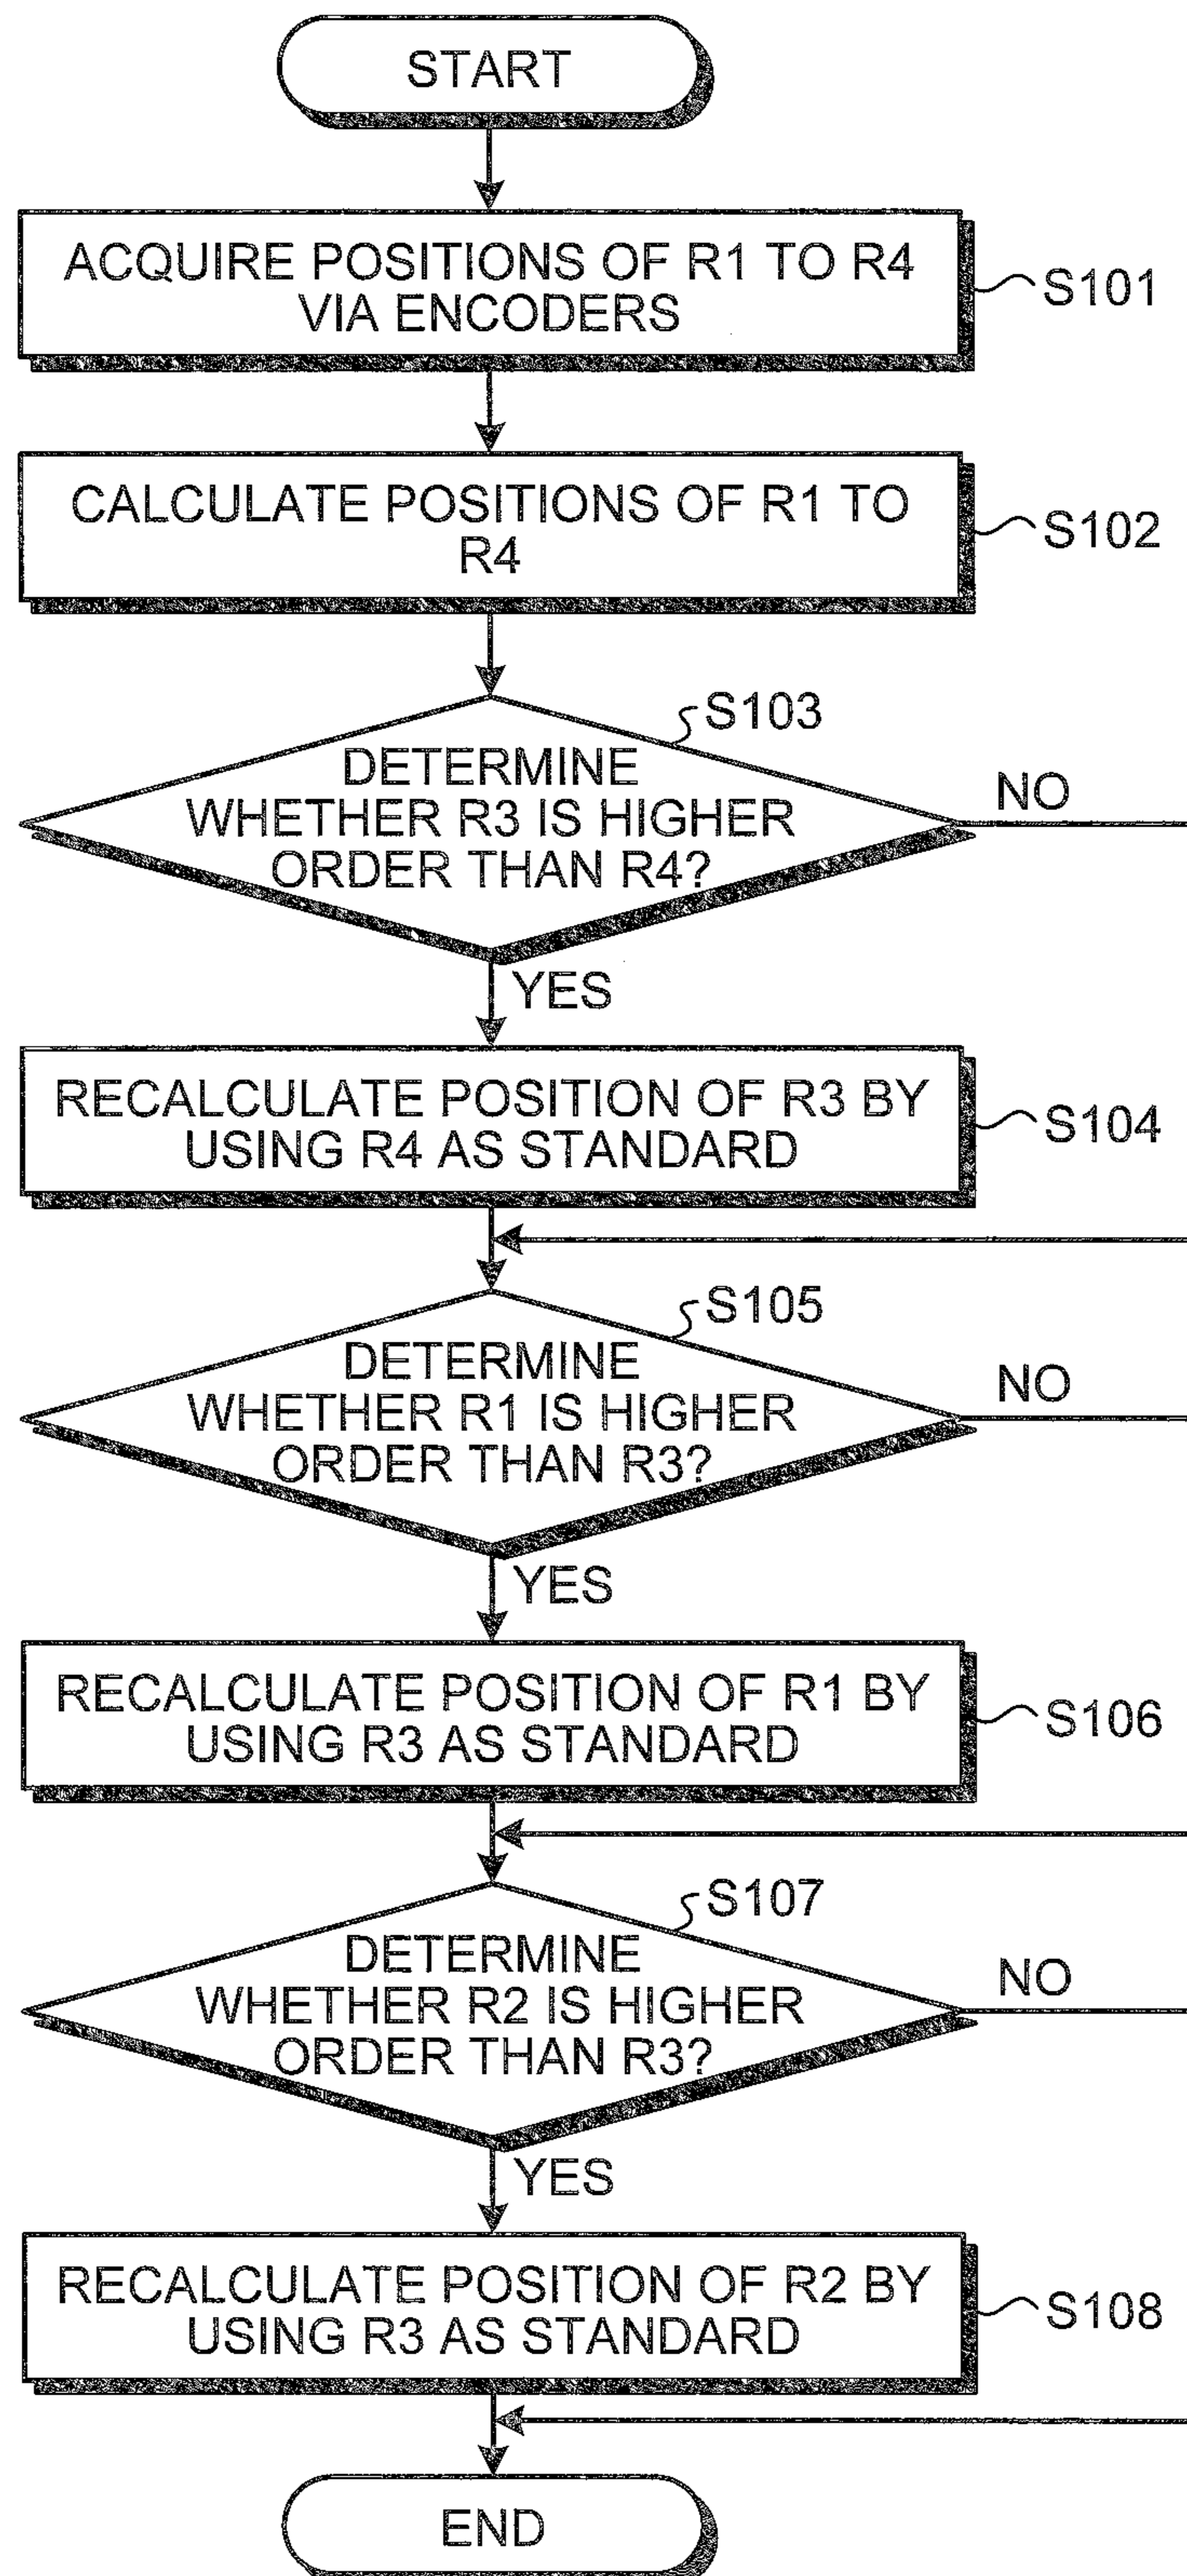 START
ACQUIRE POSITIONS OF R1 TO R4
VIA ENCODERS
S101
CALCULATE POSITIONS OF R1 TO
R4
S102
S103
DETERMINE
WHETHER R3 IS HIGHER
ORDER THAN R4?
NO
YES
RECALCULATE POSITION OF R3 BY
USING R4 AS STANDARD
S104
S105
DETERMINE
WHETHER R1 IS HIGHER
ORDER THAN R3?
NO
YES
RECALCULATE POSITION OF R1 BY
USING R3 AS STANDARD
S106
S107
DETERMINE
WHETHER R2 IS HIGHER
ORDER THAN R3?
NO
YES
RECALCULATE POSITION OF R2 BY
USING R3 AS STANDARD
S108
END